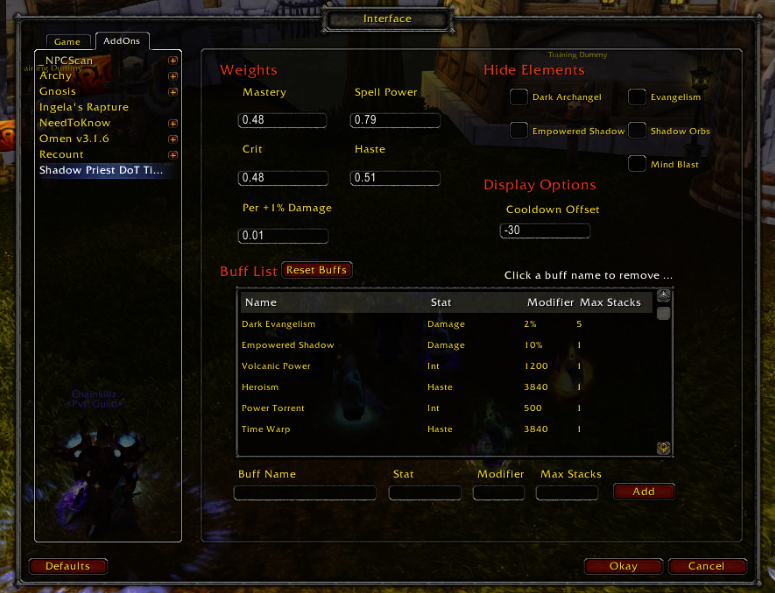 Interface
Game AddOns
_NPCScan
Archy
Gnosis
Ingela's Rapture
NeedToKnow
Omen v3.1.6
Recount
Shadow Priest DoT Ti...
Training Dummy
Weights
Mastery Spell Power
0.48 0.79
Crit Haste
0.48 0.51
Per +1% Damage
0.01
Hide Elements
Dark Archangel Evangelism
Empowered Shadow Shadow Orbs
Mind Blast
Display Options
Cooldown Offset
-30
Buff List Reset Buffs Click a buff name to remove ...
Name Stat Modifier Max Stacks
Dark Evangelism Damage 2% 5
Empowered Shadow Damage 10% 1
Volcanic Power Int 1200 1
Heroism Haste 3840 1
Power Torrent Int 500 1
Time Warp Haste 3840 1
Buff Name Stat Modifier Max Stacks
Add
Defaults Okay Cancel